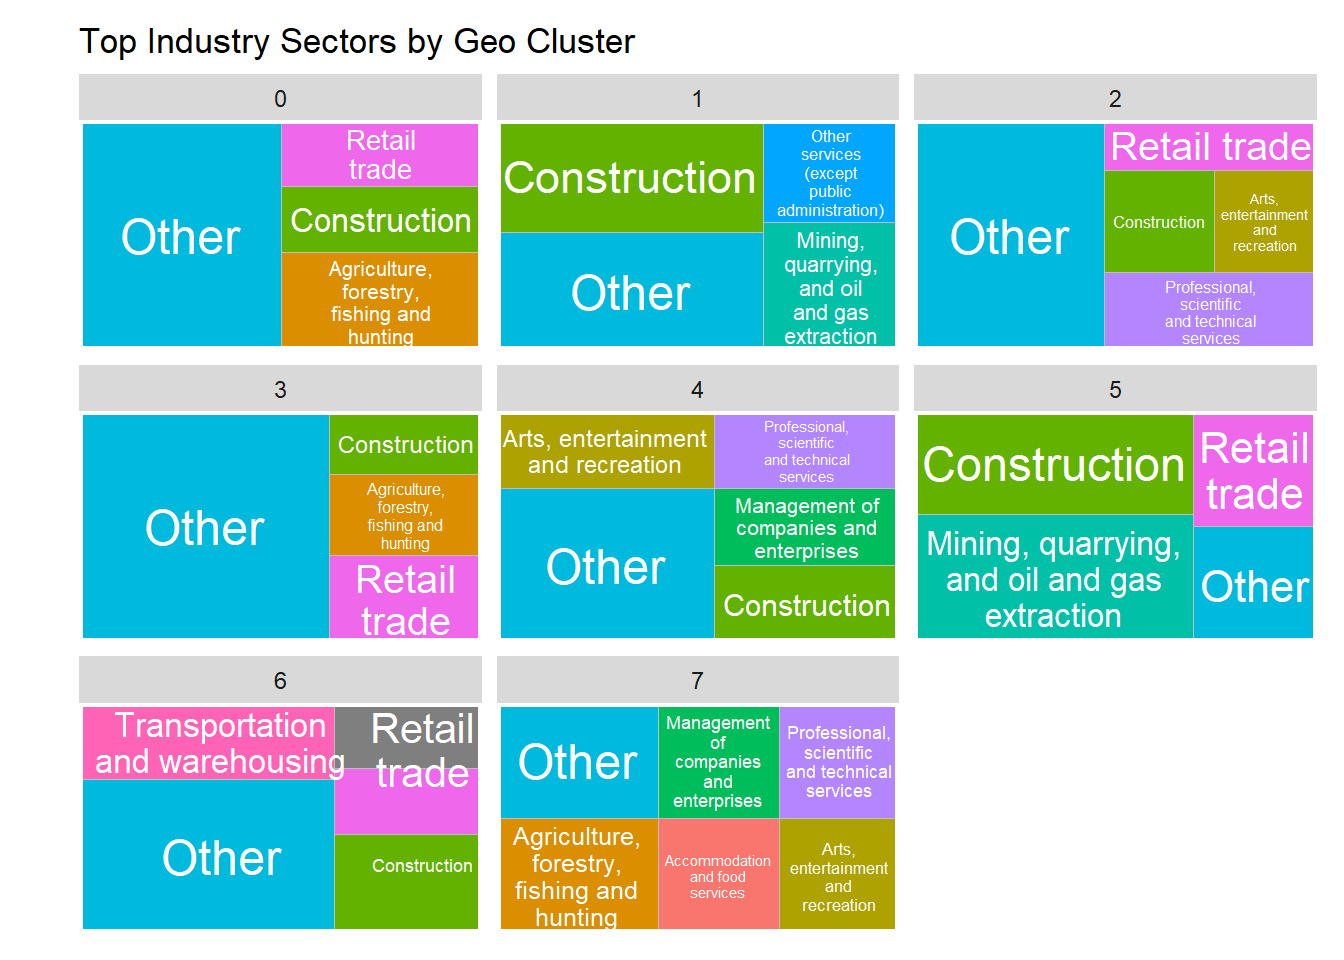 Top Industry Sectors by Geo Cluster
0
Other
Retail
trade
Construction
Agriculture,
forestry,
fishing and
hunting
1
Construction
Other
Other
services
(except
public
administration)
Mining,
quarrying,
and oil
and gas
extraction
2
Other
Retail trade
Construction
Arts,
entertainment
and
recreation
Professional,
scientific
and technical
services
3
Other
Construction
Agriculture,
forestry,
fishing and
hunting
Retail
trade
4
Arts, entertainment
and recreation
Other
Professional,
scientific
and technical
services
Management of
companies and
enterprises
Construction
5
Construction
Mining, quarrying,
and oil and gas
extraction
Retail
trade
Other
6
Transportation
and warehousing
Other
Retail
trade
Construction
7
Other
Management
of
companies
and
enterprises
Professional,
scientific
and technical
services
Agriculture,
forestry,
fishing and
hunting
Accommodation
and food
services
Arts,
entertainment
and
recreation